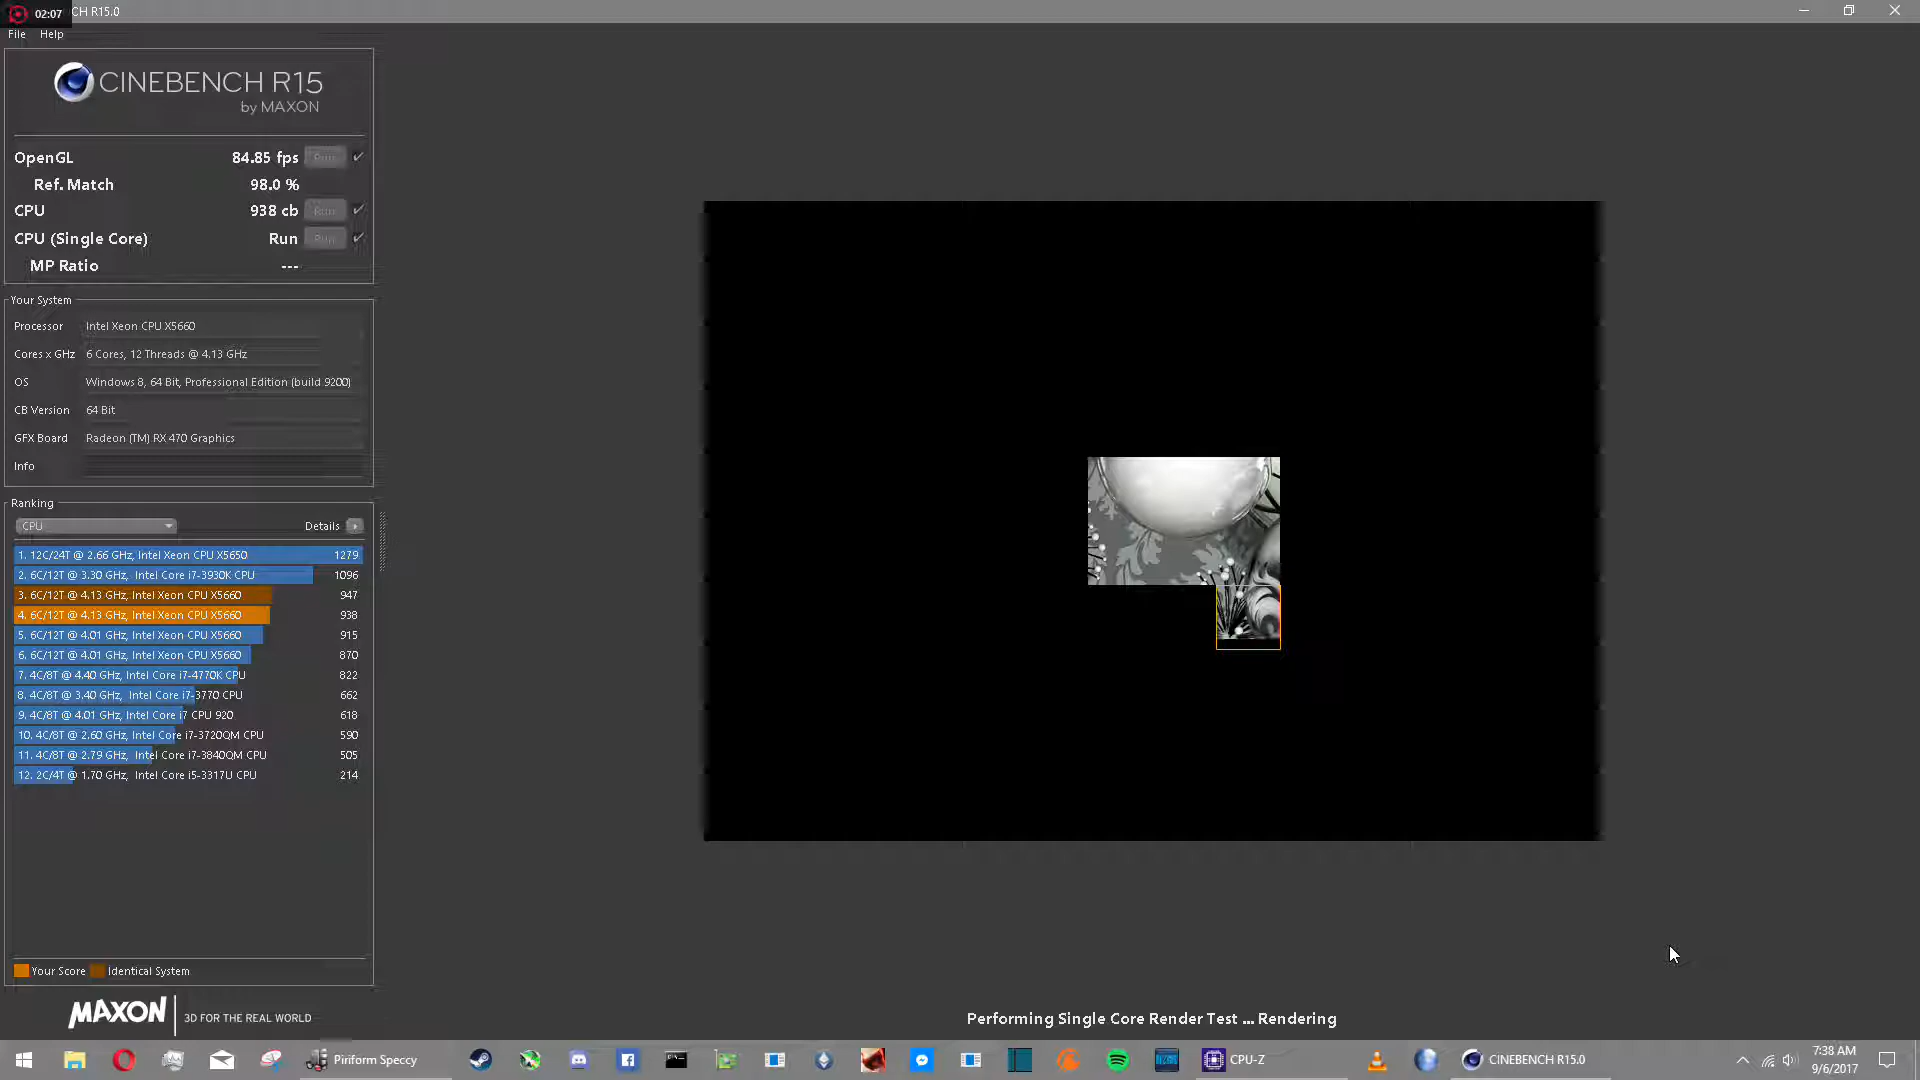 02:07
CH R15.0
File Help
CINEBENCH R15
by MAXON
OpenGL 84.85 fps Run
Ref. Match 98.0 %
CPU 938 cb Run
CPU (Single Core) Run Run
MP Ratio ---
Your System
Processor Intel Xeon CPU X5660
Cores x GHz 6 Cores, 12 Threads @ 4.13 GHz
OS Windows 8, 64 Bit, Professional Edition (build 9200)
CB Version 64 Bit
GFX Board Radeon (TM) RX 470 Graphics
Info
Ranking
CPU Details
1. 12C/24T @ 2.66 GHz, Intel Xeon CPU X5650 1279
2. 6C/12T @ 3.30 GHz, Intel Core i7-3930K CPU 1096
3. 6C/12T @ 4.13 GHz, Intel Xeon CPU X5660 947
4. 6C/12T @ 4.13 GHz, Intel Xeon CPU X5660 938
5. 6C/12T @ 4.01 GHz, Intel Xeon CPU X5660 915
6. 6C/12T @ 4.01 GHz, Intel Xeon CPU X5660 870
7. 4C/8T @ 4.40 GHz, Intel Core i7-4770K CPU 822
8. 4C/8T @ 3.40 GHz, Intel Core i7-3770 CPU 662
9. 4C/8T @ 4.01 GHz, Intel Core i7 CPU 920 618
10. 4C/8T @ 2.60 GHz, Intel Core i7-3720QM CPU 590
11. 4C/8T @ 2.79 GHz, Intel Core i7-3840QM CPU 505
12. 2C/4T @ 1.70 GHz, Intel Core i5-3317U CPU 214
Your Score Identical System
MAXON 3D FOR THE REAL WORLD
Performing Single Core Render Test ... Rendering
Piriform Speccy CPU-Z CINEBENCH R15.0
7:38 AM
9/6/2017